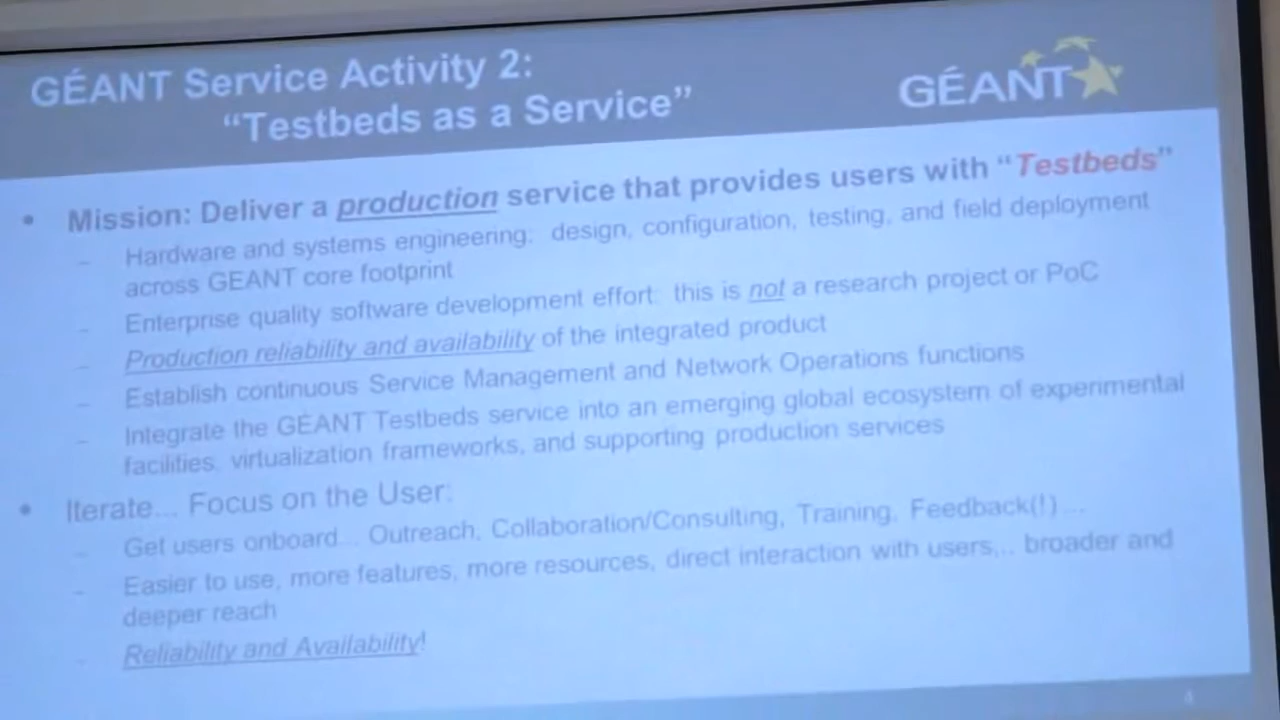 GÉANT Service Activity 2:
“Testbeds as a Service”
GÉANT
• Mission: Deliver a production service that provides users with “Testbeds”
– Hardware and systems engineering: design, configuration, testing, and field deployment
across GEANT core footprint
– Enterprise quality software development effort: this is not a research project or PoC
– Production reliability and availability of the integrated product
– Establish continuous Service Management and Network Operations functions
– Integrate the GEANT Testbeds service into an emerging global ecosystem of experimental
facilities, virtualization frameworks, and supporting production services
• Iterate... Focus on the User:
– Get users onboard... Outreach, Collaboration/Consulting, Training, Feedback(!)...
– Easier to use, more features, more resources, direct interaction with users,.. broader and
deeper reach
– Reliability and Availability!
4